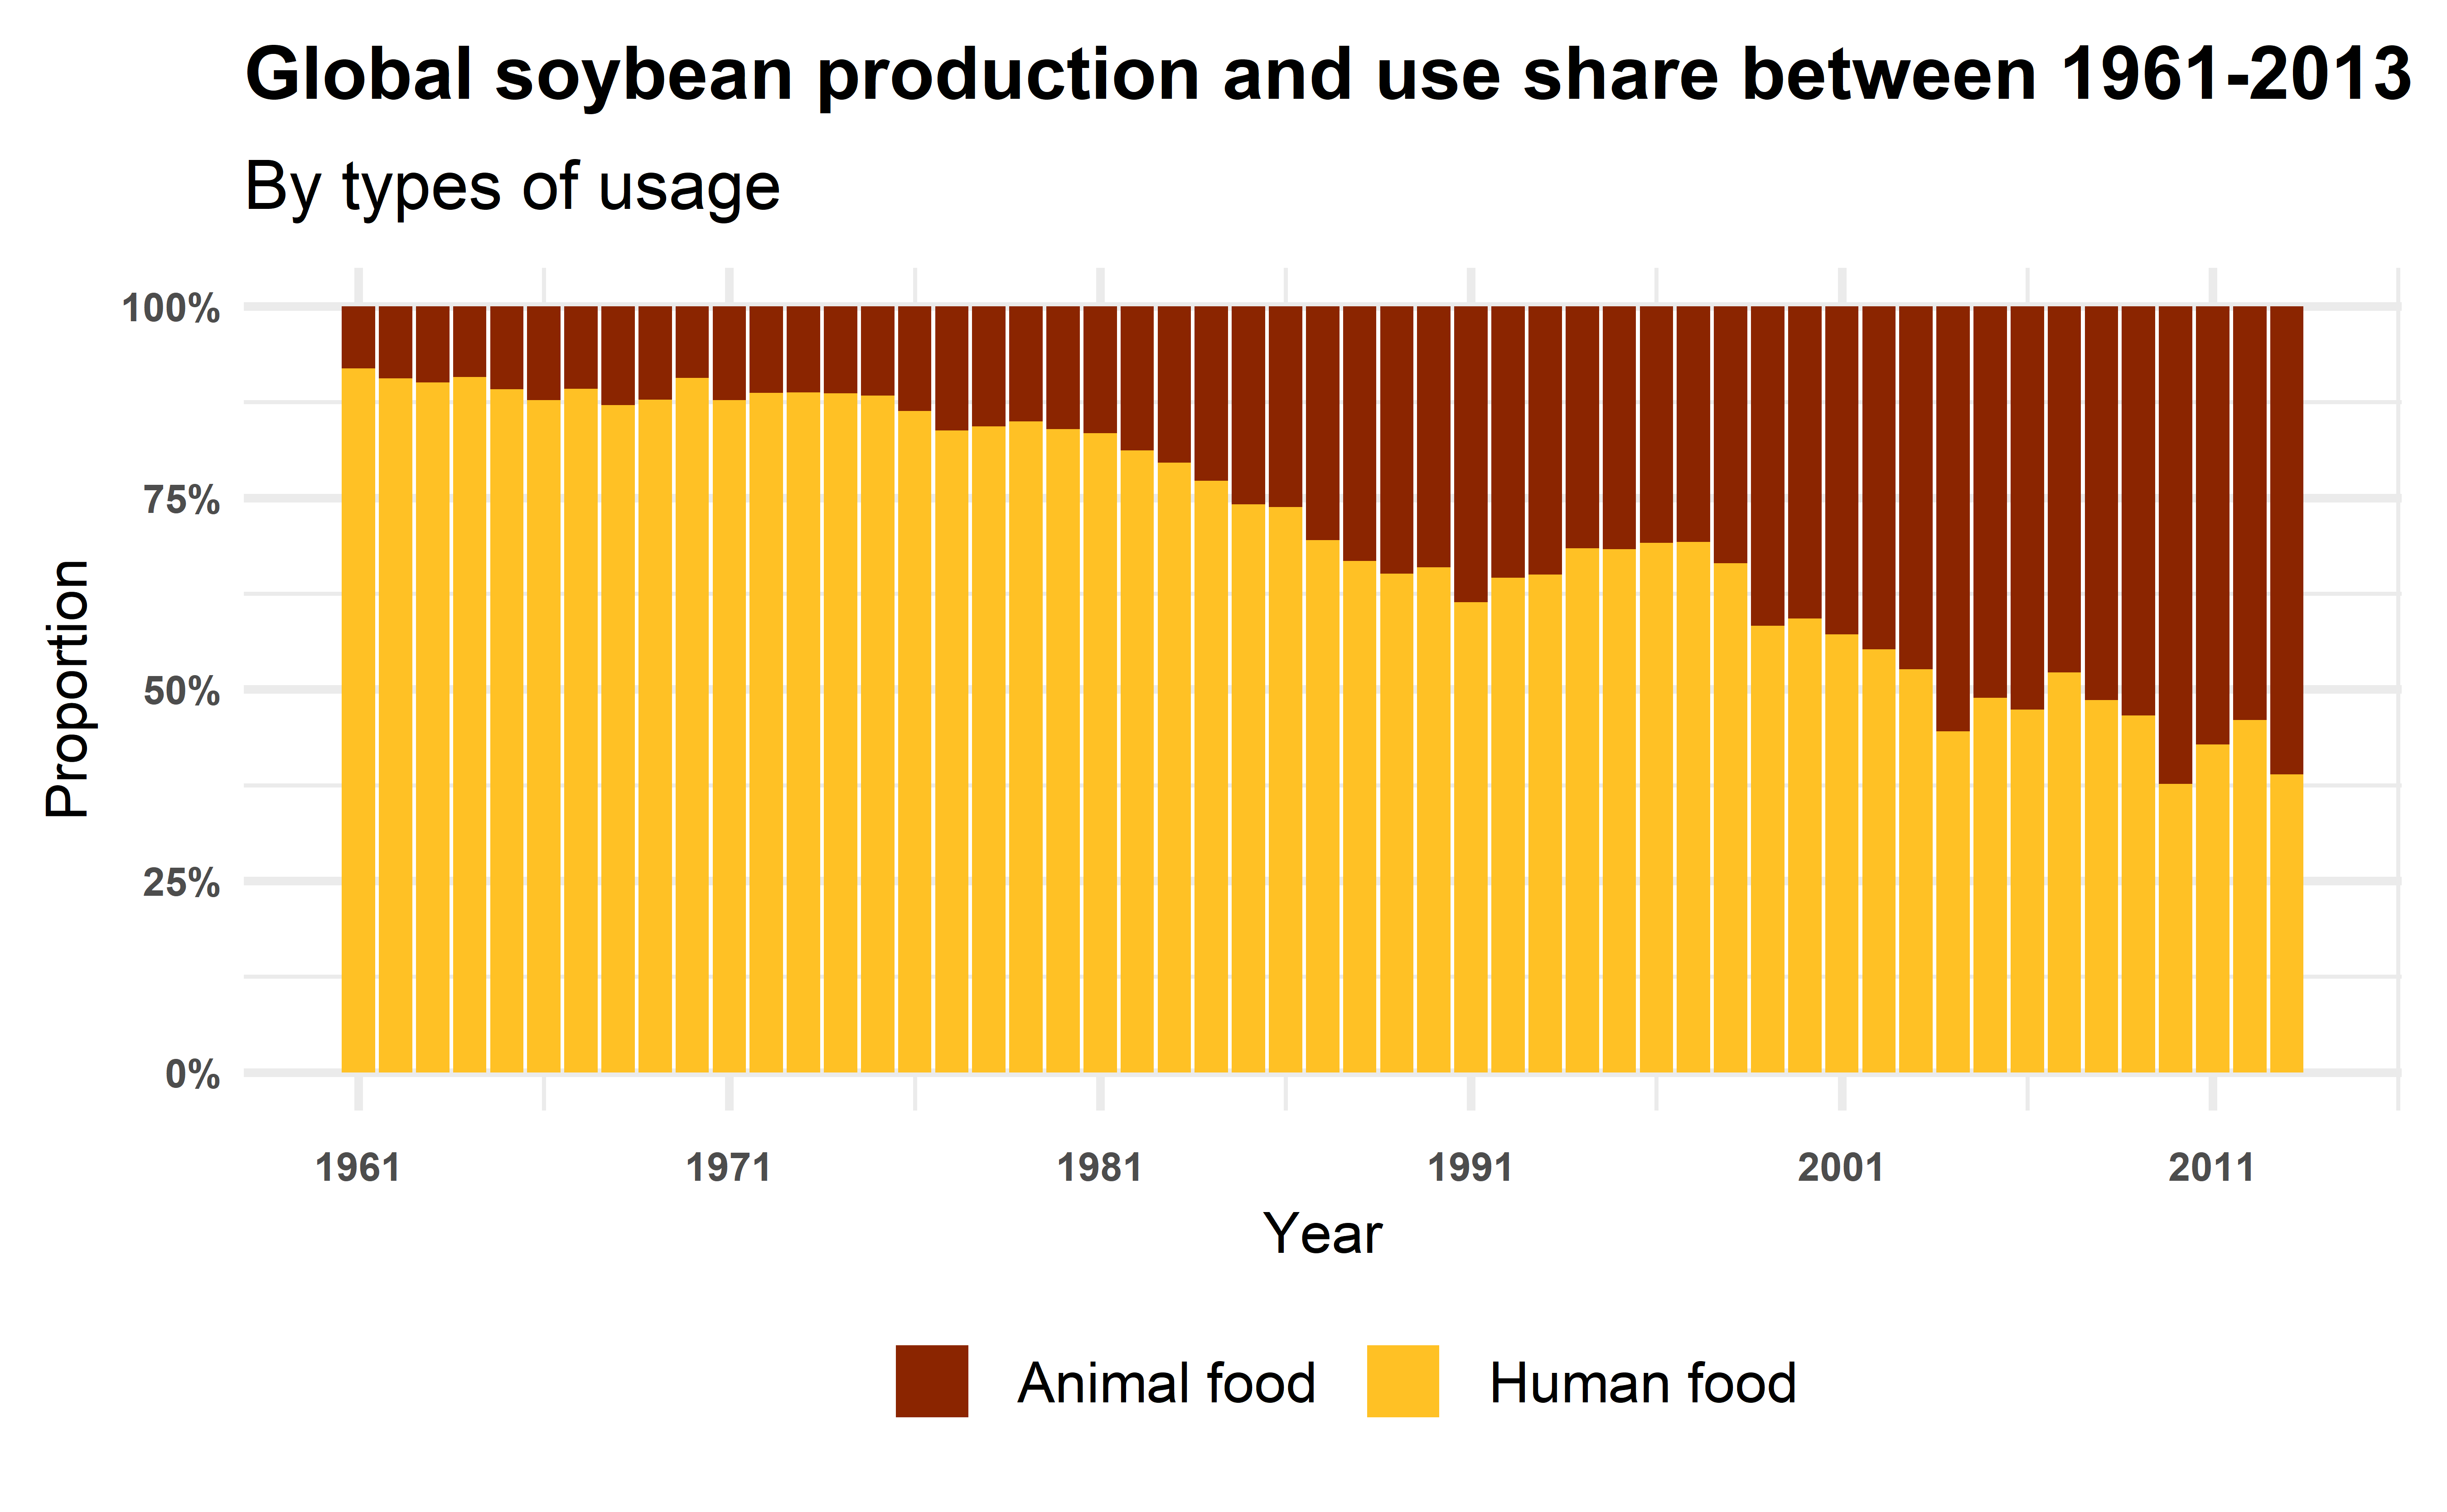 Global soybean production and use share between 1961-2013
By types of usage
100%
75%
50%
25%
0%
Proportion
1961 1971 1981 1991 2001 2011
Year
Animal food Human food